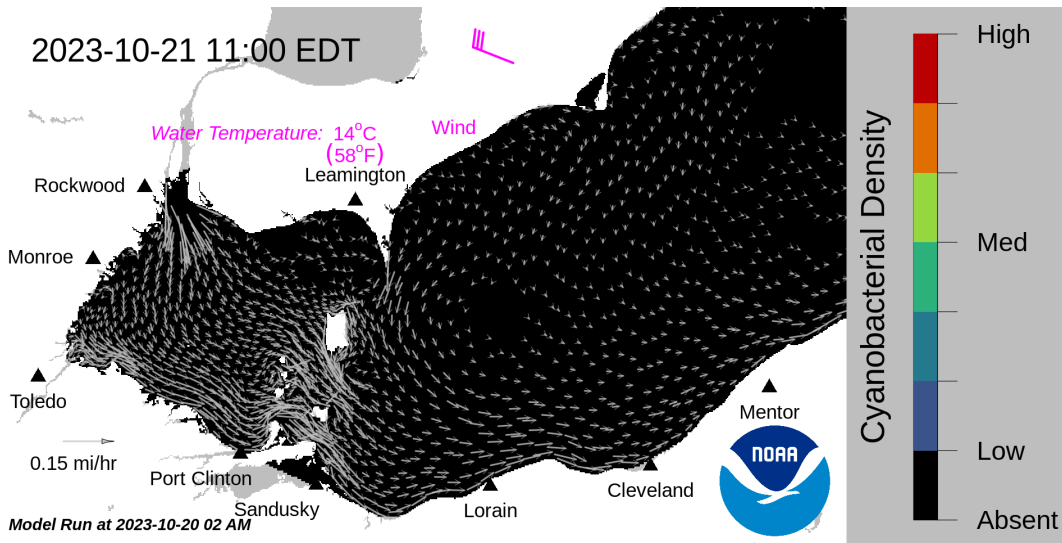 2023-10-21 11:00 EDT
Water Temperature: 14°C
(58°F)
Wind
Leamington
Rockwood
Monroe
Toledo
0.15 mi/hr
Port Clinton
Sandusky
Lorain
Cleveland
Mentor
NOAA
Model Run at 2023-10-20 02 AM
Cyanobacterial Density
High
Med
Low
Absent